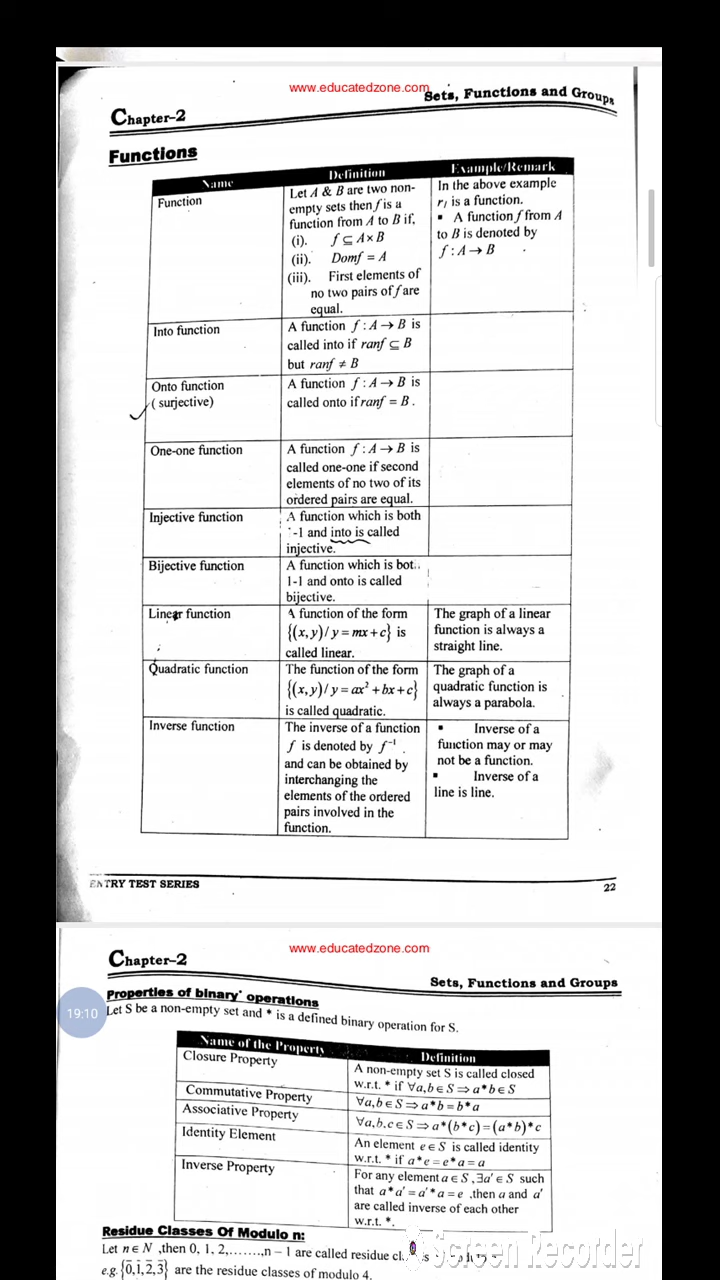 www.educatedzone.com
Chapter–2
Sets, Functions and Groups
Functions
Name
Definition
Example/Remark
Function
Let A & B are two non-
empty sets then f is a
function from A to B if,
(i). f ⊆ A×B
(ii). Domf = A
(iii). First elements of
no two pairs of f are
equal.
In the above example
r₁ is a function.
▪ A function f from A
to B is denoted by
f : A → B
Into function
A function f : A → B is
called into if ranf ⊆ B
but ranf ≠ B
Onto function
( surjective)
A function f : A → B is
called onto if ranf = B .
One-one function
A function f : A → B is
called one-one if second
elements of no two of its
ordered pairs are equal.
Injective function
A function which is both
-1 and into is called
injective.
Bijective function
A function which is bot
1-1 and onto is called
bijective.
Linear function
A function of the form
{(x, y) / y = mx + c} is
called linear.
The graph of a linear
function is always a
straight line.
Quadratic function
The function of the form
{(x, y) / y = ax² + bx + c}
is called quadratic.
The graph of a
quadratic function is
always a parabola.
Inverse function
The inverse of a function
f is denoted by f⁻¹
and can be obtained by
interchanging the
elements of the ordered
pairs involved in the
function.
▪ Inverse of a
function may or may
not be a function.
▪ Inverse of a
line is line.
ENTRY TEST SERIES
22
www.educatedzone.com
Chapter–2
Sets, Functions and Groups
Properties of binary operations
19:10
Let S be a non-empty set and * is a defined binary operation for S.
Name of the Property
Definition
Closure Property
A non-empty set S is called closed
w.r.t. * if ∀a,b∈S ⇒ a*b∈S
Commutative Property
∀a,b∈S ⇒ a*b = b*a
Associative Property
∀a,b,c∈S ⇒ a*(b*c) = (a*b)*c
Identity Element
An element e∈S is called identity
w.r.t. * if a*e = e*a = a
Inverse Property
For any element a∈S ,∃a'∈S such
that a*a' = a'*a = e ,then a and a'
are called inverse of each other
w.r.t. *.
Residue Classes Of Modulo n:
Let n∈N ,then 0, 1, 2,.......,n – 1 are called residue
e.g. {0̄,1̄,2̄,3̄} are the residue classes of modulo 4.
Screen Recorder